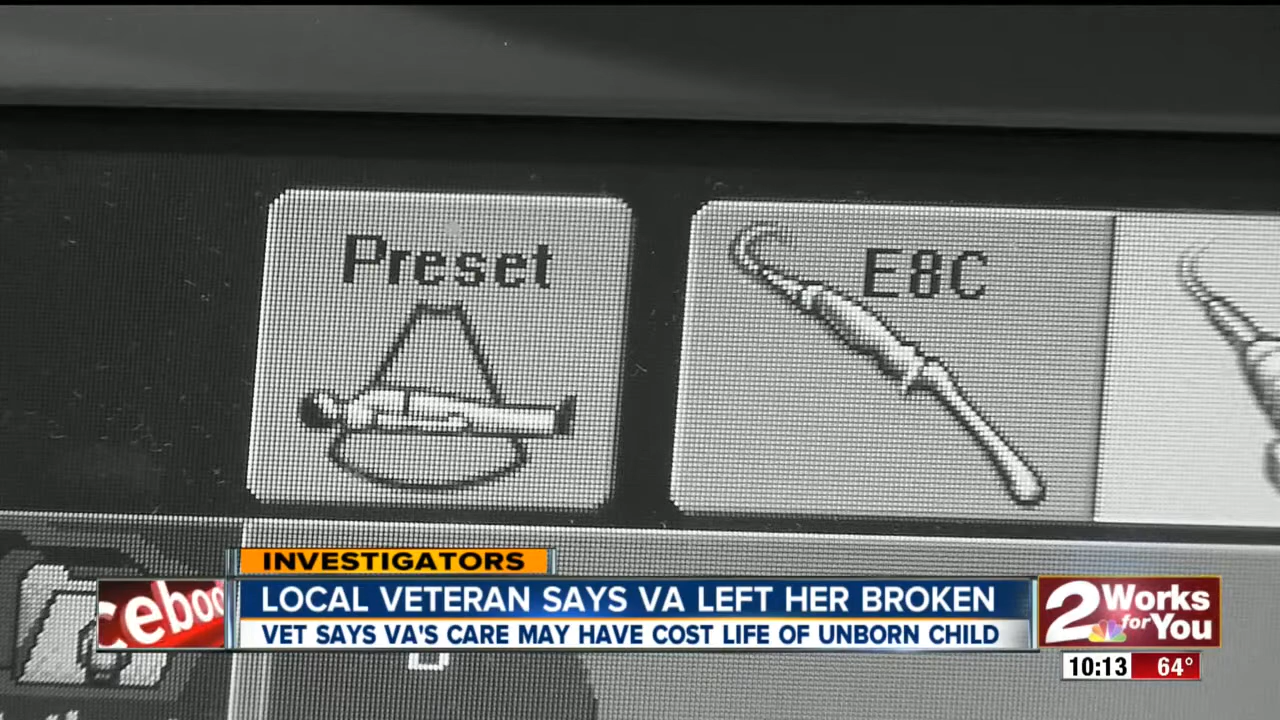 Preset
E8C
INVESTIGATORS
LOCAL VETERAN SAYS VA LEFT HER BROKEN
VET SAYS VA'S CARE MAY HAVE COST LIFE OF UNBORN CHILD
cebo
2 Works for You
10:13 64°